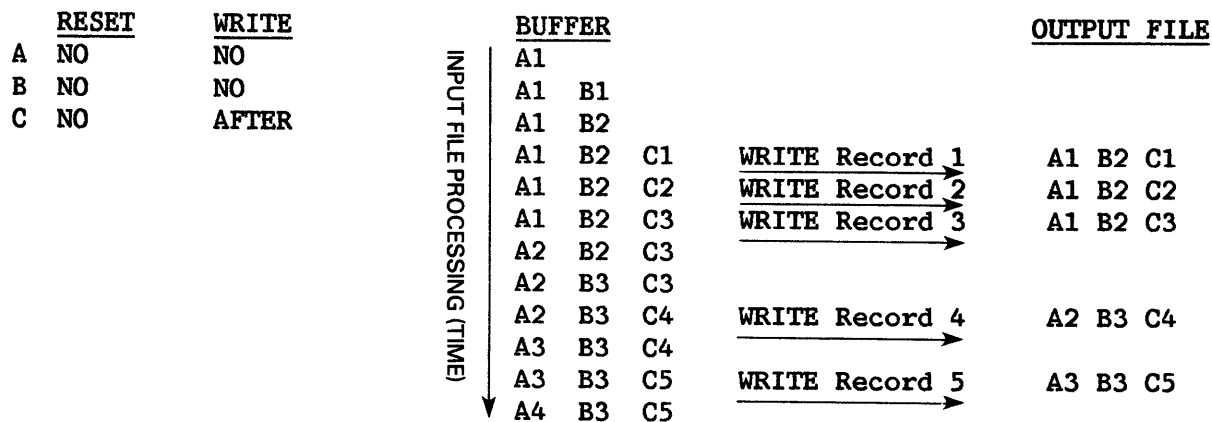 RESET WRITE BUFFER OUTPUT FILE
A NO NO A1
B NO NO A1 B1
C NO AFTER A1 B2
A1 B2 C1 WRITE Record 1 A1 B2 C1
A1 B2 C2 WRITE Record 2 A1 B2 C2
A1 B2 C3 WRITE Record 3 A1 B2 C3
A2 B2 C3
A2 B3 C3
A2 B3 C4 WRITE Record 4 A2 B3 C4
A3 B3 C4
A3 B3 C5 WRITE Record 5 A3 B3 C5
A4 B3 C5
INPUT FILE PROCESSING (TIME)